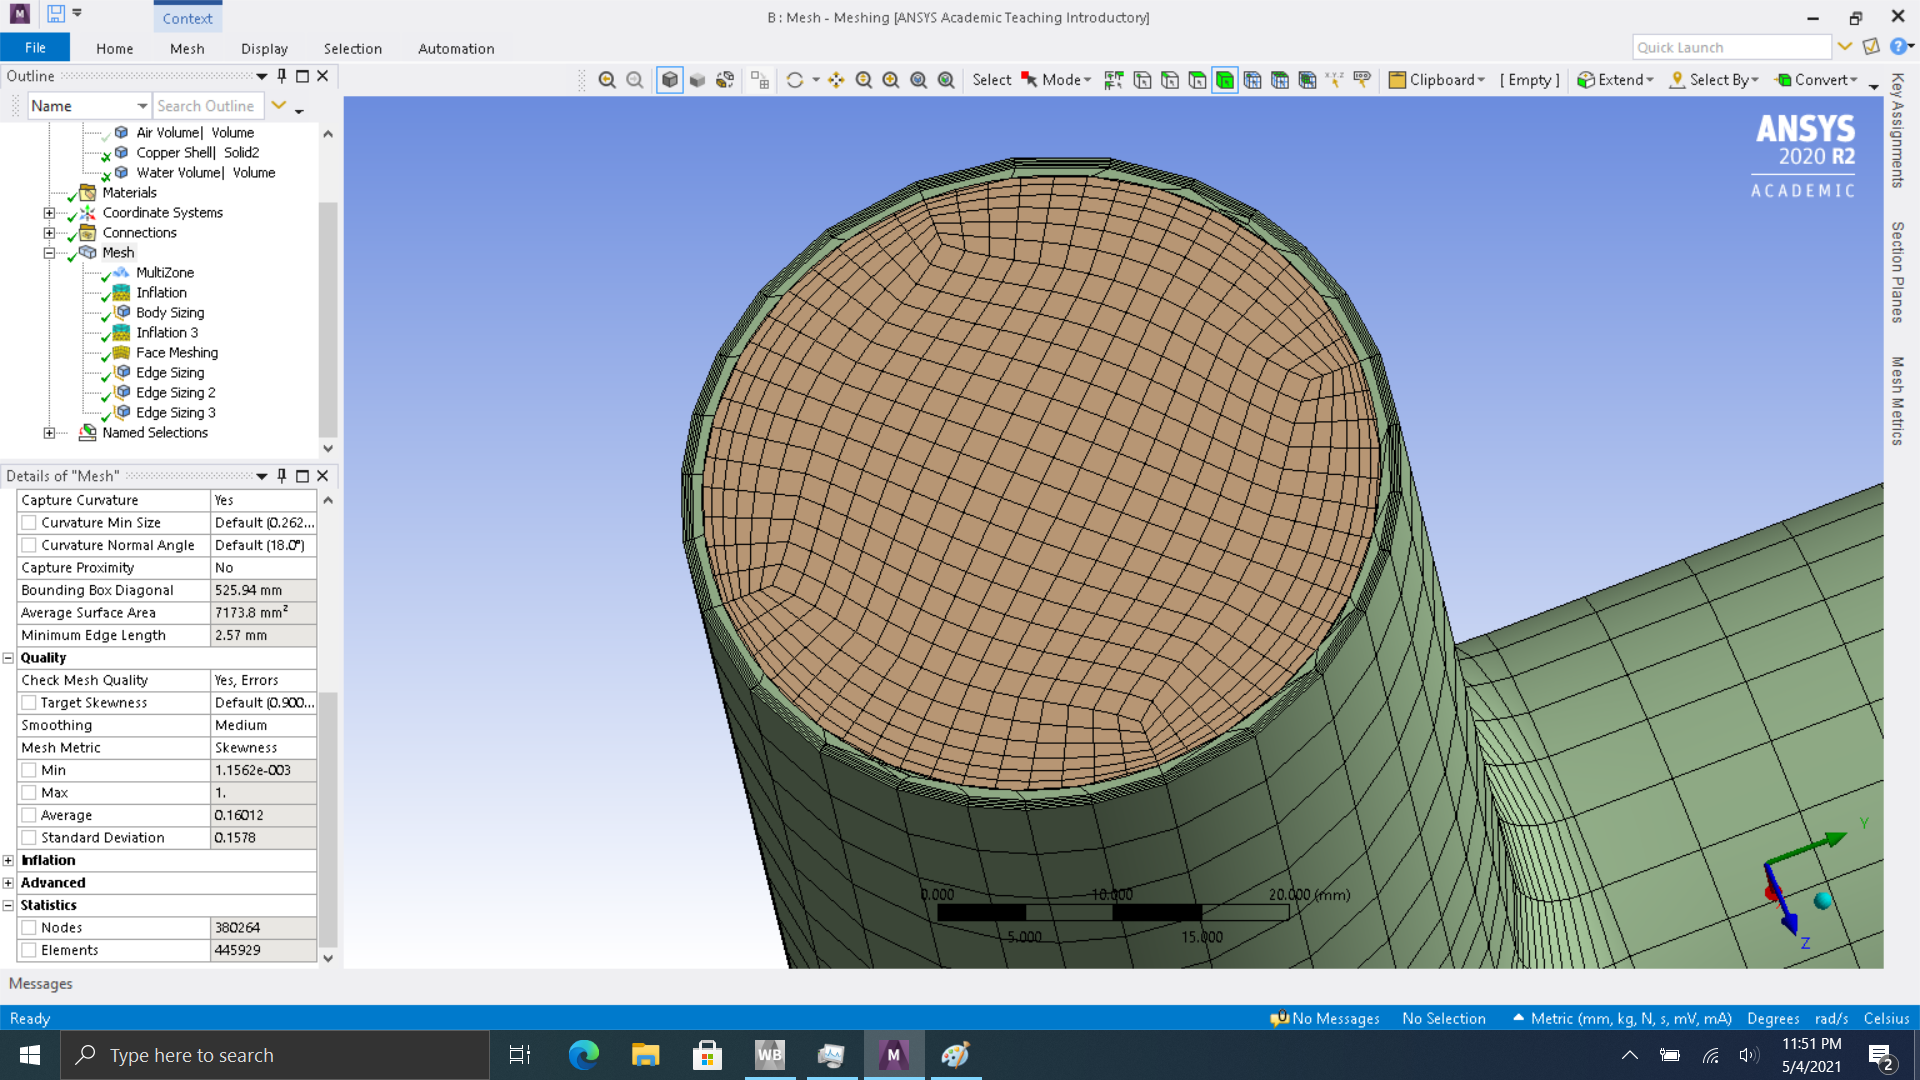 Context
B : Mesh - Meshing [ANSYS Academic Teaching Introductory]
File Home Mesh Display Selection Automation
Quick Launch
Outline
Select Mode Clipboard [ Empty ] Extend Select By Convert
Name Search Outline
Air Volume| Volume
Copper Shell| Solid2
Water Volume| Volume
Materials
Coordinate Systems
Connections
Mesh
MultiZone
Inflation
Body Sizing
Inflation 3
Face Meshing
Edge Sizing
Edge Sizing 2
Edge Sizing 3
Named Selections
ANSYS
2020 R2
ACADEMIC
Key Assignments
Section Planes
Mesh Metrics
Details of "Mesh"
Capture Curvature Yes
Curvature Min Size Default (0.262...
Curvature Normal Angle Default (18.0°)
Capture Proximity No
Bounding Box Diagonal 525.94 mm
Average Surface Area 7173.8 mm²
Minimum Edge Length 2.57 mm
Quality
Check Mesh Quality Yes, Errors
Target Skewness Default (0.900...
Smoothing Medium
Mesh Metric Skewness
Min 1.1562e-003
Max 1.
Average 0.16012
Standard Deviation 0.1578
Inflation
Advanced
Statistics
Nodes 380264
Elements 445929
0.000 10.000 20.000 (mm)
5.000 15.000
Y
Z
Messages
Ready
0 No Messages No Selection Metric (mm, kg, N, s, mV, mA) Degrees rad/s Celsius
Type here to search
WB
M
11:51 PM
5/4/2021
2